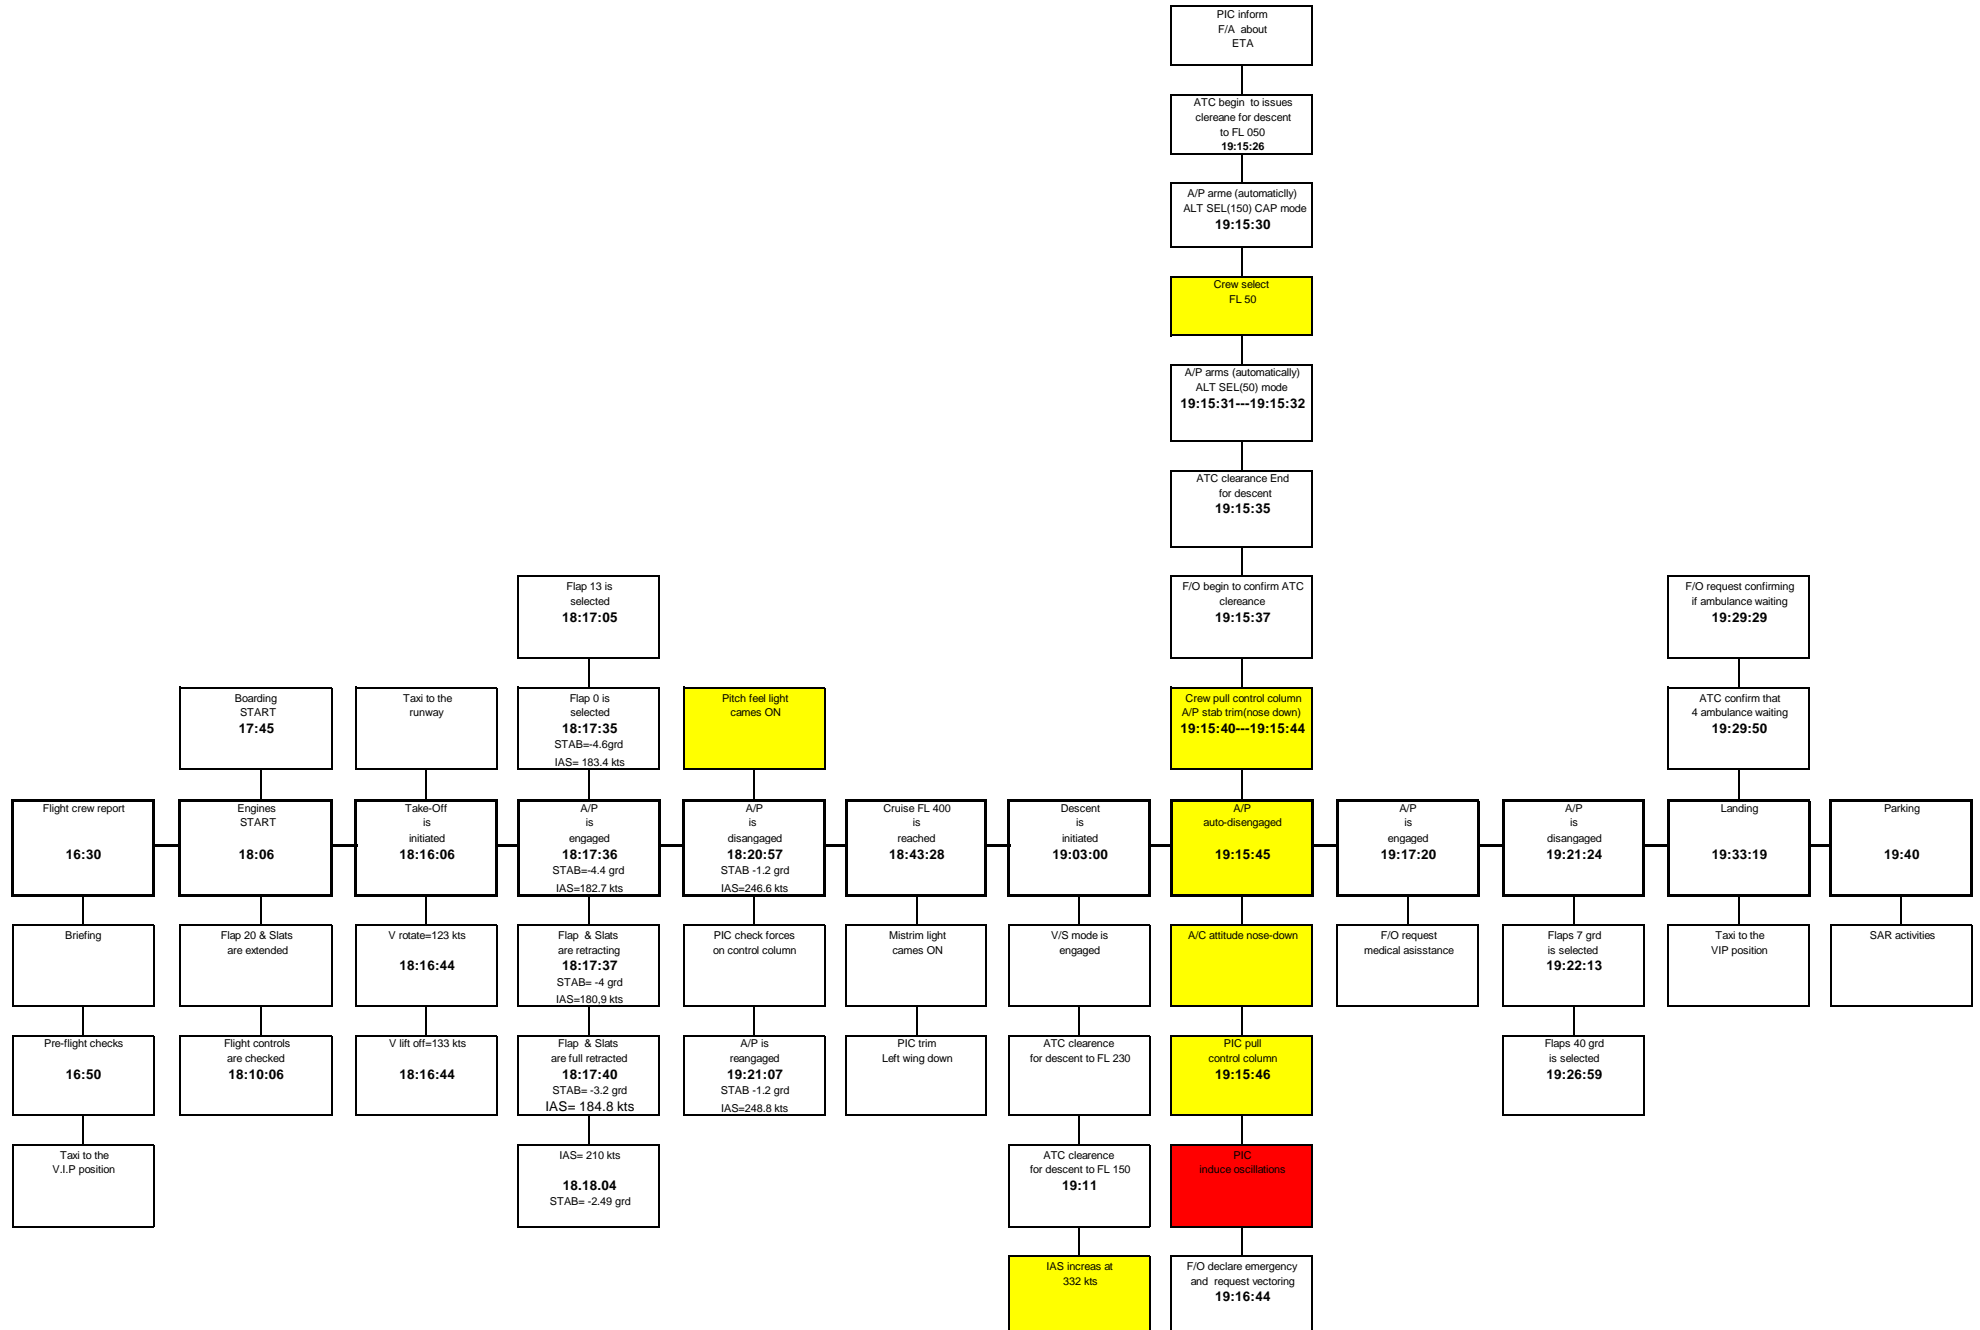 PIC inform
F/A about
ETA
ATC begin to issues
clereane for descent
to FL 050
19:15:26
A/P arme (automaticlly)
ALT SEL(150) CAP mode
19:15:30
Crew select
FL 50
A/P arms (automatically)
ALT SEL(50) mode
19:15:31---19:15:32
ATC clearance End
for descent
19:15:35
Flap 13 is
selected
18:17:05
F/O begin to confirm ATC
clereance
19:15:37
F/O request confirming
if ambulance waiting
19:29:29
Boarding
START
17:45
Taxi to the
runway
Flap 0 is
selected
18:17:35
STAB=-4.6grd
IAS= 183.4 kts
Pitch feel light
cames ON
Crew pull control column
A/P stab trim(nose down)
19:15:40---19:15:44
ATC confirm that
4 ambulance waiting
19:29:50
Flight crew report
16:30
Engines
START
18:06
Take-Off
is
initiated
18:16:06
A/P
is
engaged
18:17:36
STAB=-4.4 grd
IAS=182.7 kts
A/P
is
disangaged
18:20:57
STAB -1.2 grd
IAS=246.6 kts
Cruise FL 400
is
reached
18:43:28
Descent
is
initiated
19:03:00
A/P
auto-disengaged
19:15:45
A/P
is
engaged
19:17:20
A/P
is
disangaged
19:21:24
Landing
19:33:19
Parking
19:40
Briefing
Flap 20 & Slats
are extended
V rotate=123 kts
18:16:44
Flap & Slats
are retracting
18:17:37
STAB= -4 grd
IAS=180,9 kts
PIC check forces
on control column
Mistrim light
cames ON
V/S mode is
engaged
A/C attitude nose-down
F/O request
medical asisstance
Flaps 7 grd
is selected
19:22:13
Taxi to the
VIP position
SAR activities
Pre-flight checks
16:50
Flight controls
are checked
18:10:06
V lift off=133 kts
18:16:44
Flap & Slats
are full retracted
18:17:40
STAB= -3.2 grd
IAS= 184.8 kts
A/P is
reangaged
19:21:07
STAB -1.2 grd
IAS=248.8 kts
PIC trim
Left wing down
ATC clearence
for descent to FL 230
PIC pull
control column
19:15:46
Flaps 40 grd
is selected
19:26:59
Taxi to the
V.I.P position
IAS= 210 kts
18.18.04
STAB= -2.49 grd
ATC clearence
for descent to FL 150
19:11
PIC
induce oscillations
IAS increas at
332 kts
F/O declare emergency
and request vectoring
19:16:44